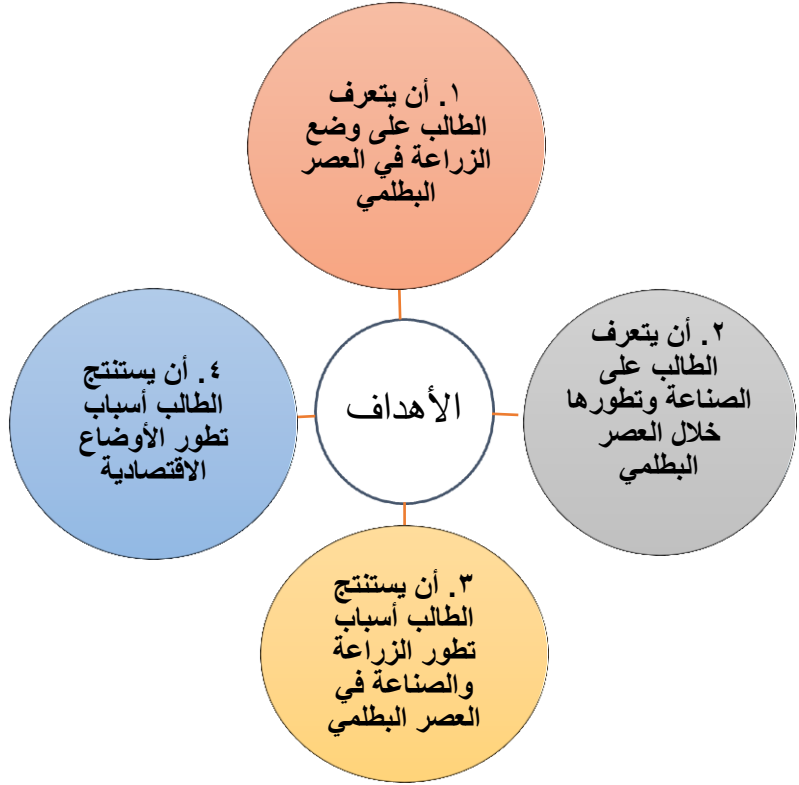 ١. أن يتعرف
الطالب على وضع
الزراعة في العصر
البطلمي
٢. أن يتعرف
الطالب على
الصناعة وتطورها
خلال العصر
البطلمي
الأهداف
٤. أن يستنتج
الطالب أسباب
تطور الأوضاع
الاقتصادية
٣. أن يستنتج
الطالب أسباب
تطور الزراعة
والصناعة في
العصر البطلمي